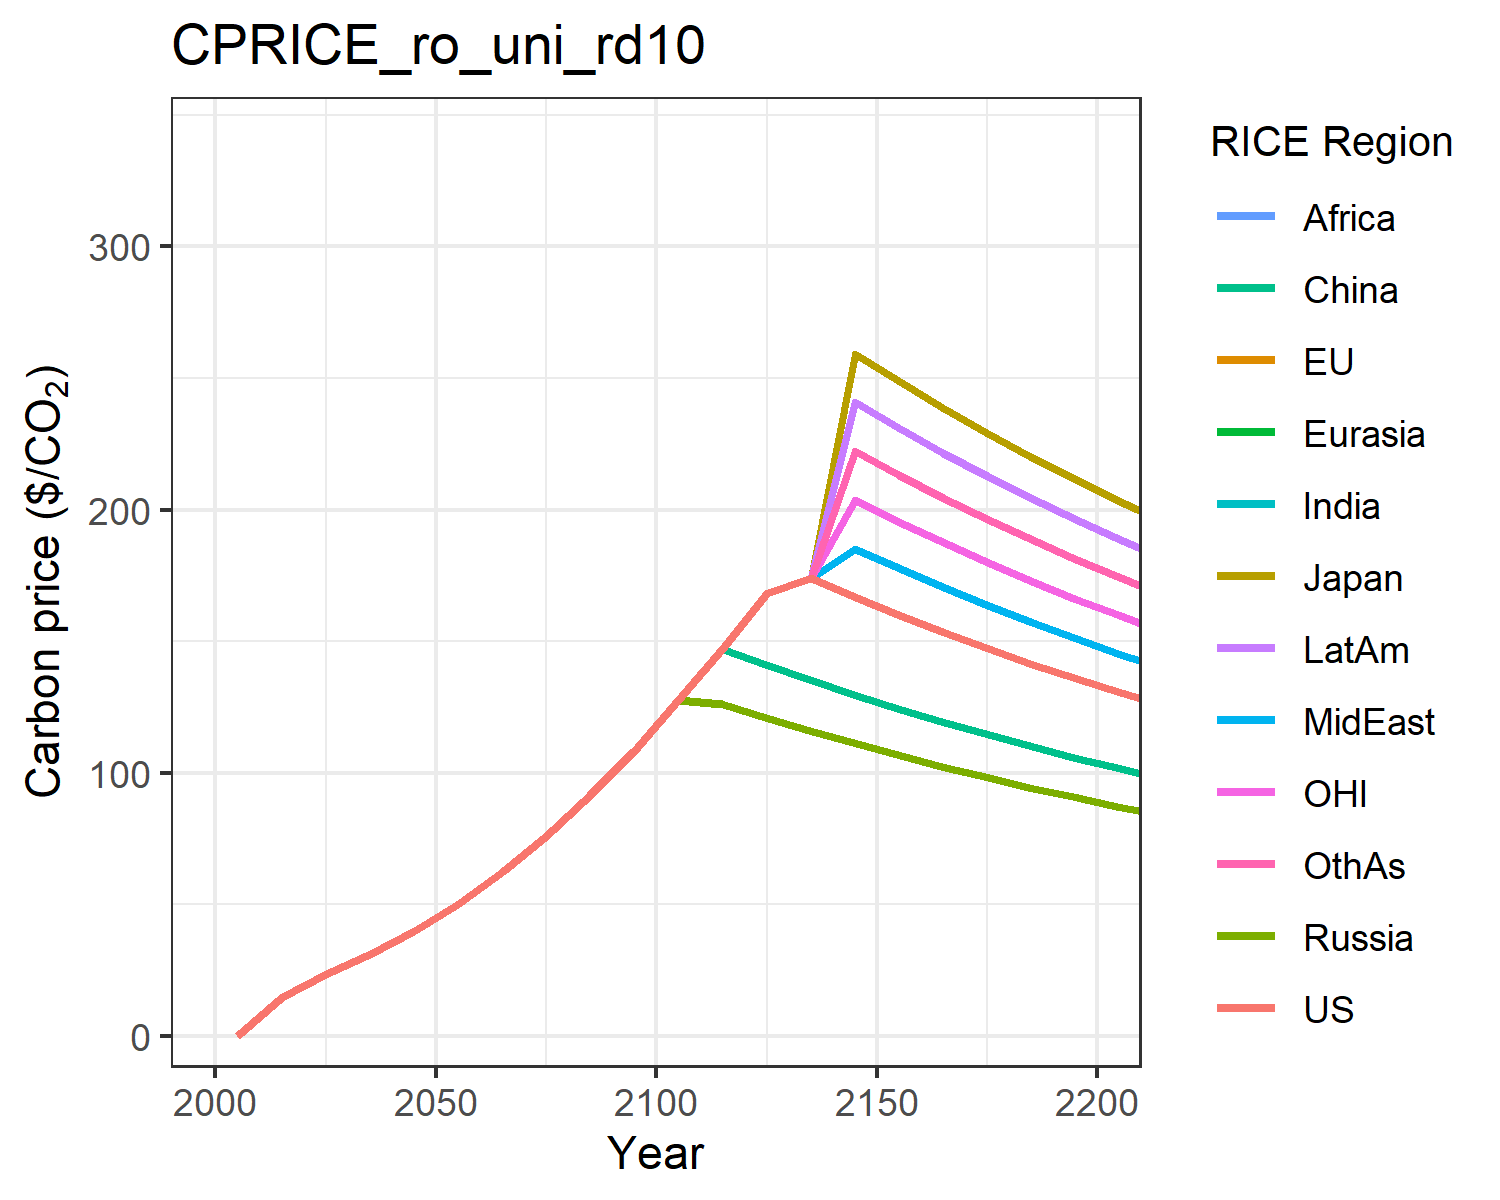 CPRICE_ro_uni_rd10
Carbon price ($/CO₂)
300
200
100
0
2000 2050 2100 2150 2200
Year
RICE Region
Africa
China
EU
Eurasia
India
Japan
LatAm
MidEast
OHI
OthAs
Russia
US